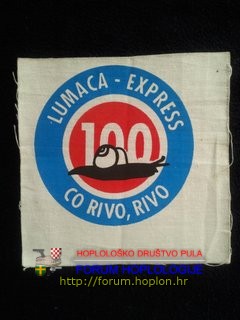 LUMACA - EXPRESS
100
CO RIVO, RIVO
HOPLOLOŠKO DRUŠTVO PULA
FORUM HOPLOLOGIJE
http://forum.hoplon.hr